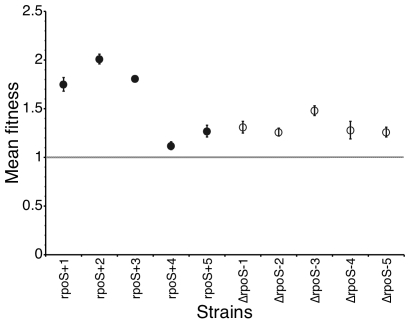 2.5
2
1.5
1
0.5
0
Mean fitness
rpoS+1
rpoS+2
rpoS+3
rpoS+4
rpoS+5
ΔrpoS-1
ΔrpoS-2
ΔrpoS-3
ΔrpoS-4
ΔrpoS-5
Strains